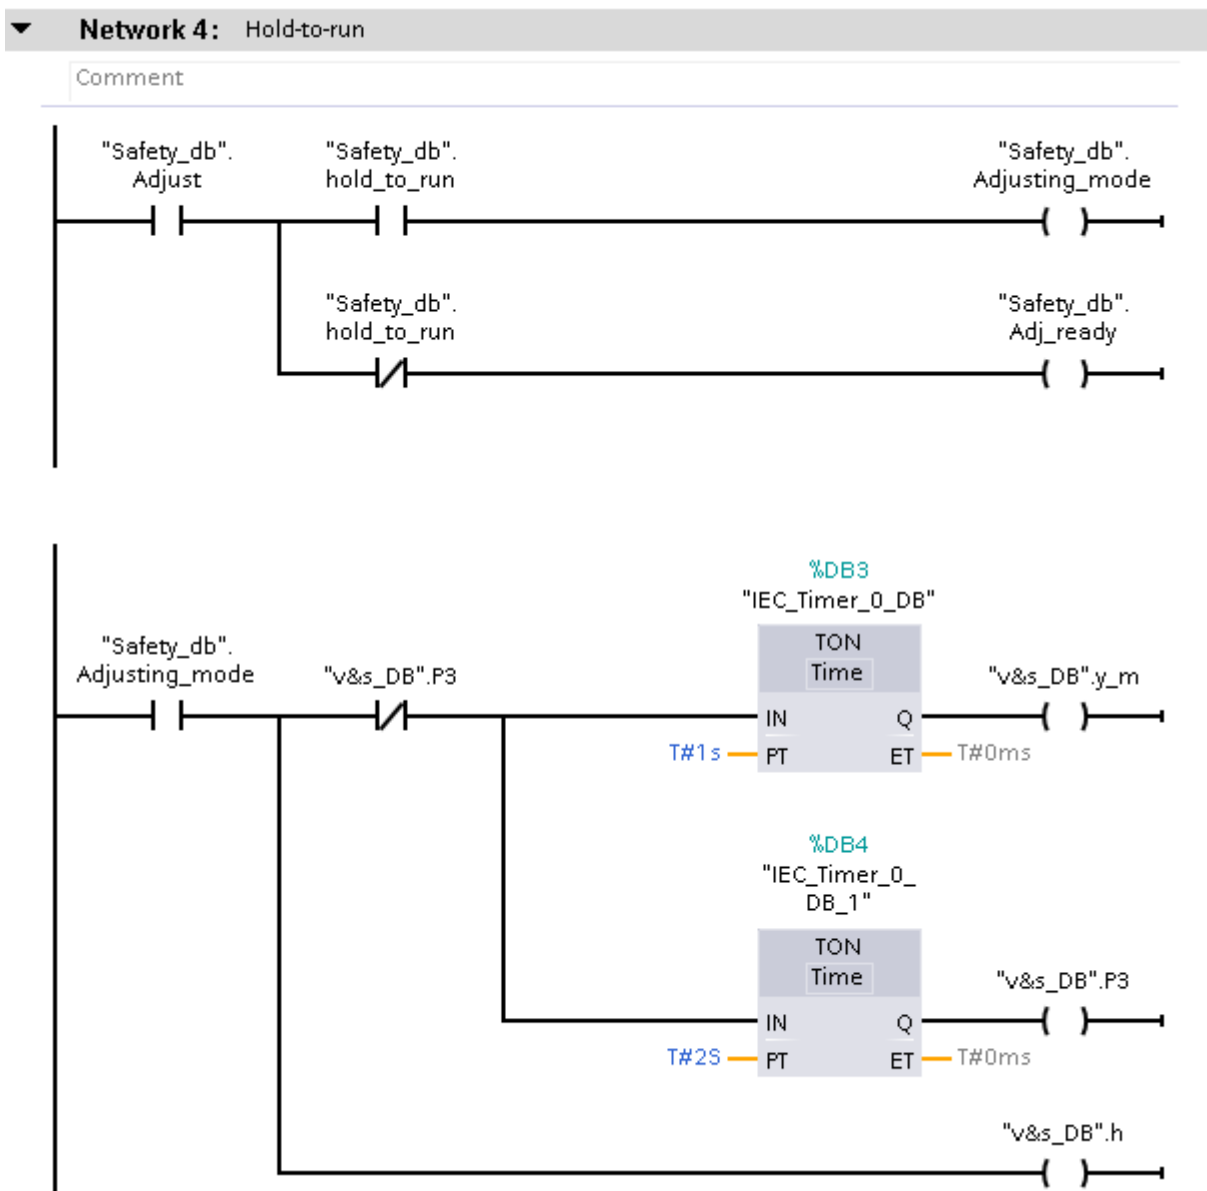 Network 4: Hold-to-run
Comment
"Safety_db".
Adjust
"Safety_db".
hold_to_run
"Safety_db".
Adjusting_mode
"Safety_db".
hold_to_run
"Safety_db".
Adj_ready
%DB3
"IEC_Timer_0_DB"
"Safety_db".
Adjusting_mode
"v&s_DB".P3
TON
Time
"v&s_DB".y_m
IN Q
T#1s PT ET T#0ms
%DB4
"IEC_Timer_0_
DB_1"
TON
Time
"v&s_DB".P3
IN Q
T#2S PT ET T#0ms
"v&s_DB".h